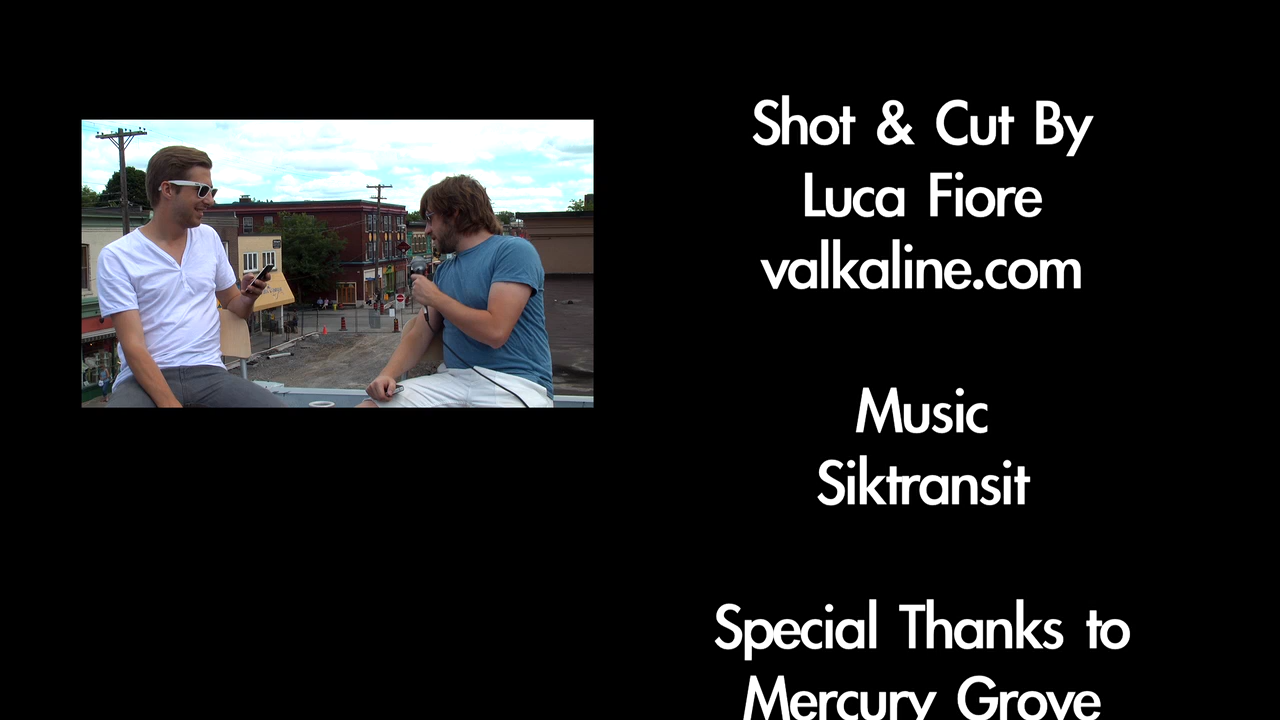 Shot & Cut By
Luca Fiore
valkaline.com
Music
Siktransit
Special Thanks to
Mercury Grove